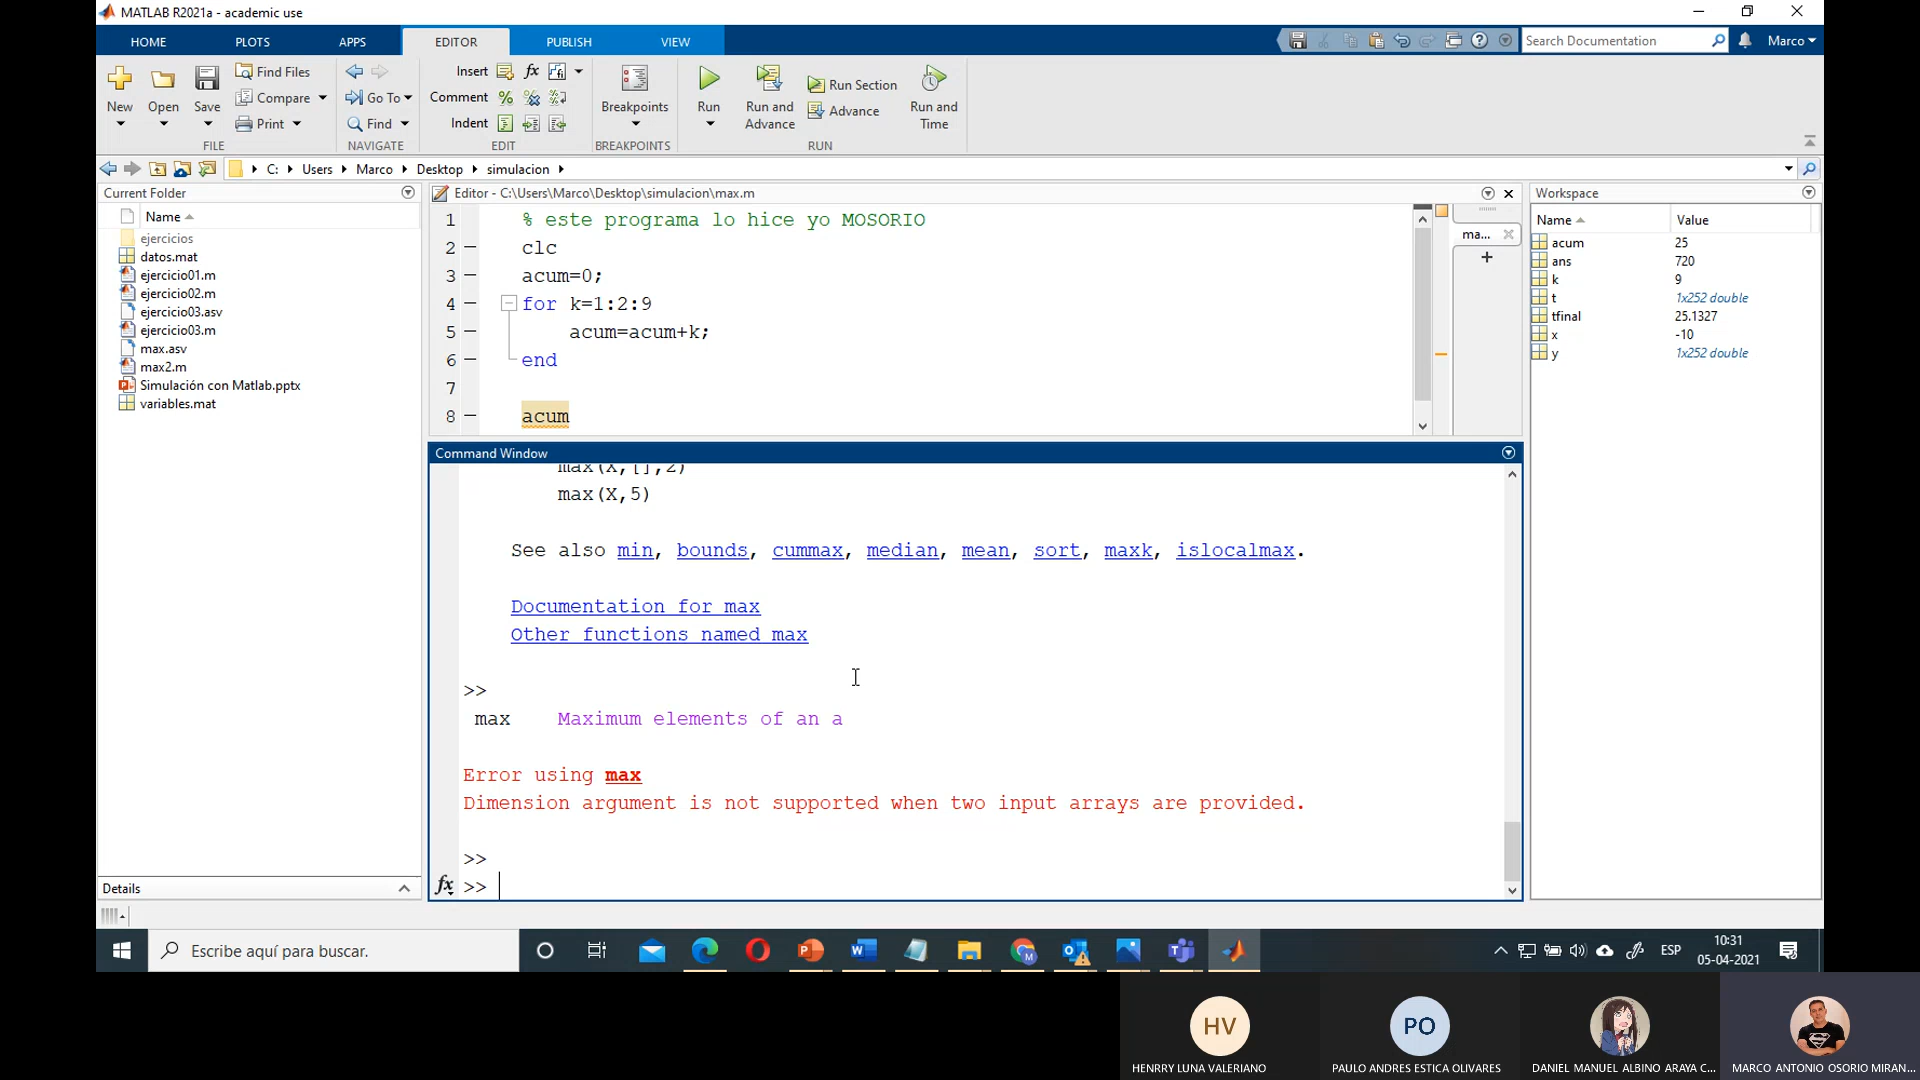 MATLAB R2021a - academic use
HOME PLOTS APPS EDITOR PUBLISH VIEW
Search Documentation
Marco
New Open Save
Find Files
Compare
Print
FILE
Go To
Find
NAVIGATE
Insert
Comment
Indent
EDIT
Breakpoints
BREAKPOINTS
Run
Run and Advance
Run Section
Advance
Run and Time
RUN
C: Users Marco Desktop simulacion
Current Folder
Name
ejercicios
datos.mat
ejercicio01.m
ejercicio02.m
ejercicio03.asv
ejercicio03.m
max.asv
max2.m
Simulación con Matlab.pptx
variables.mat
Details
Editor - C:\Users\Marco\Desktop\simulacion\max.m
ma...
1 % este programa lo hice yo MOSORIO
2 clc
3 acum=0;
4 for k=1:2:9
5 acum=acum+k;
6 end
7
8 acum
Command Window
max(X,[],2)
max(X,5)
See also min, bounds, cummax, median, mean, sort, maxk, islocalmax.
Documentation for max
Other functions named max
>>
max Maximum elements of an a
Error using max
Dimension argument is not supported when two input arrays are provided.
>>
fx >>
Workspace
Name Value
acum 25
ans 720
k 9
t 1x252 double
tfinal 25.1327
x -10
y 1x252 double
Escribe aquí para buscar.
ESP
10:31
05-04-2021
HV
HENRRY LUNA VALERIANO
PO
PAULO ANDRES ESTICA OLIVARES
DANIEL MANUEL ALBINO ARAYA C...
MARCO ANTONIO OSORIO MIRAN...